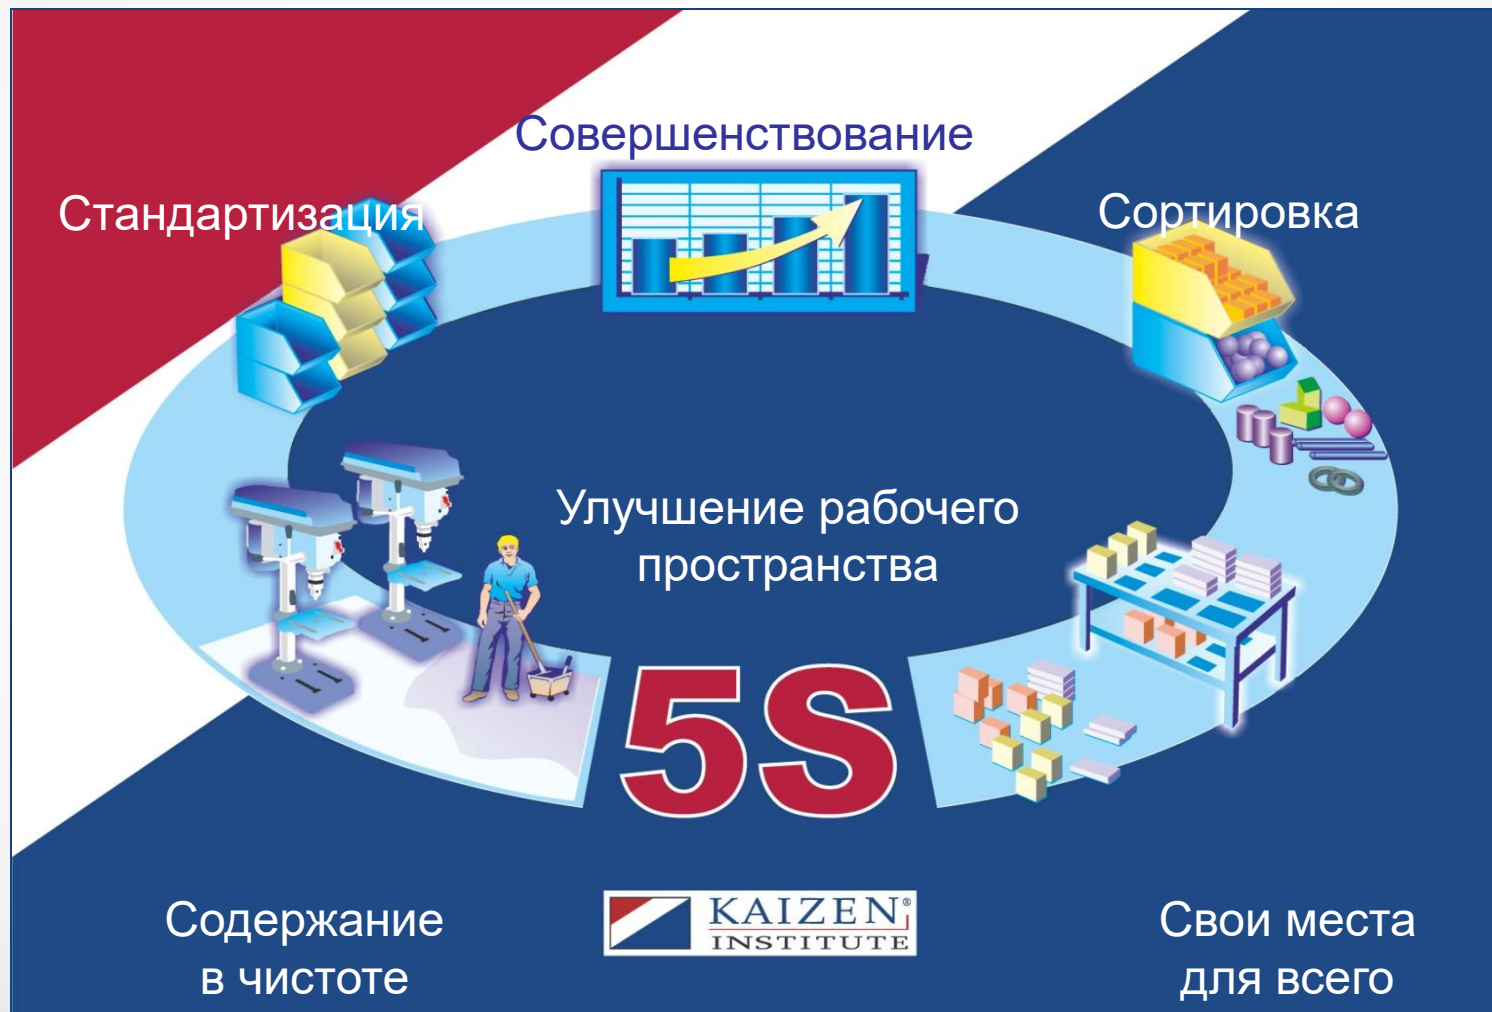 Совершенствование
Стандартизация
Сортировка
Улучшение рабочего
пространства
5S
Содержание
в чистоте
KAIZEN®
INSTITUTE
Свои места
для всего